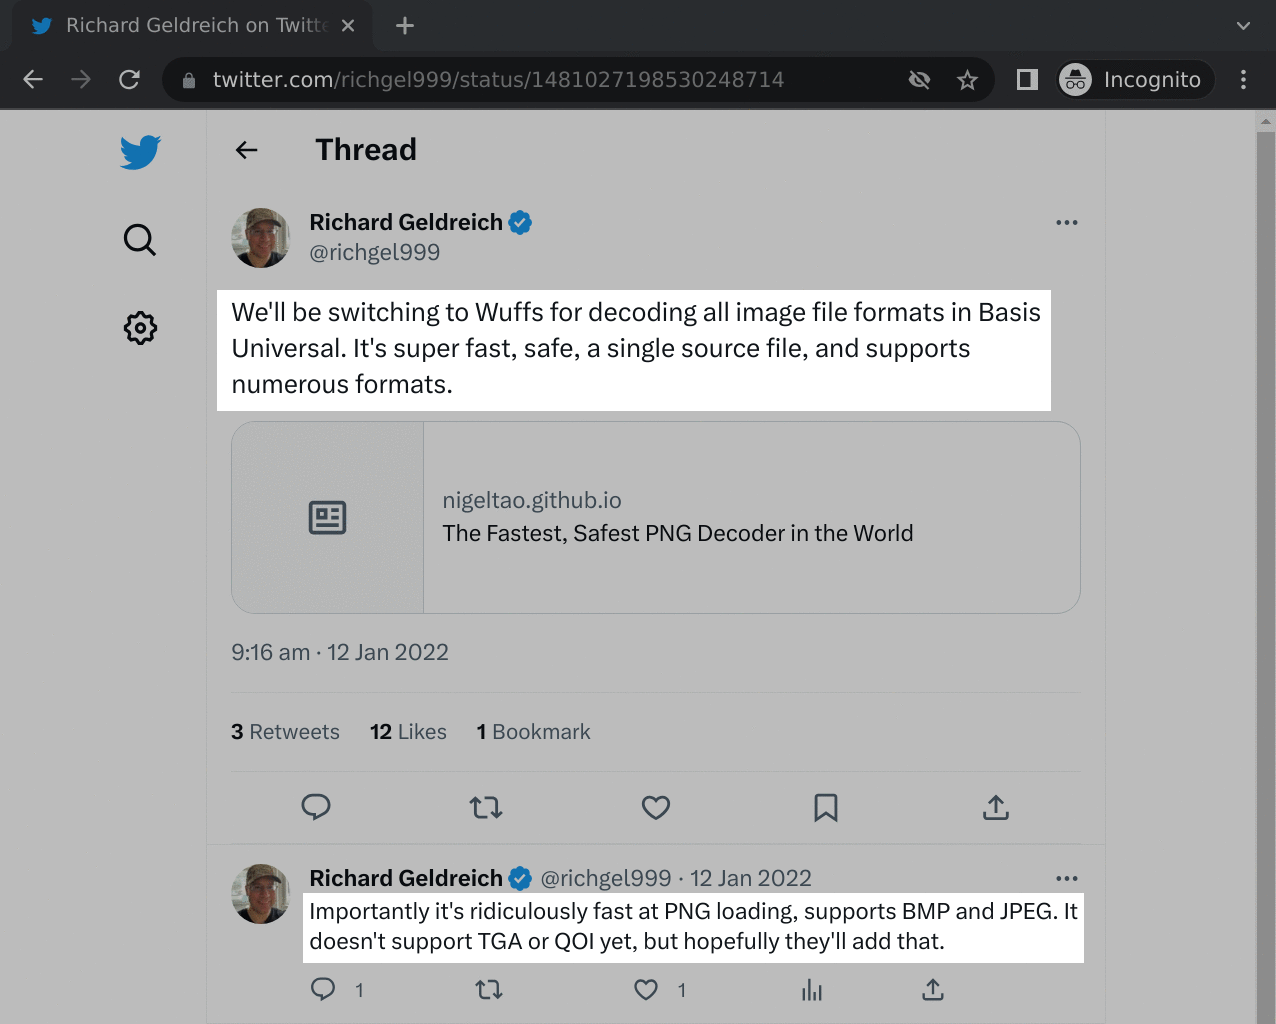 Richard Geldreich on Twitte
twitter.com/richgel999/status/1481027198530248714
Incognito
Thread
Richard Geldreich
@richgel999
We'll be switching to Wuffs for decoding all image file formats in Basis
Universal. It's super fast, safe, a single source file, and supports
numerous formats.
nigeltao.github.io
The Fastest, Safest PNG Decoder in the World
9:16 am · 12 Jan 2022
3 Retweets 12 Likes 1 Bookmark
Richard Geldreich @richgel999 · 12 Jan 2022
Importantly it's ridiculously fast at PNG loading, supports BMP and JPEG. It
doesn't support TGA or QOI yet, but hopefully they'll add that.
1 1